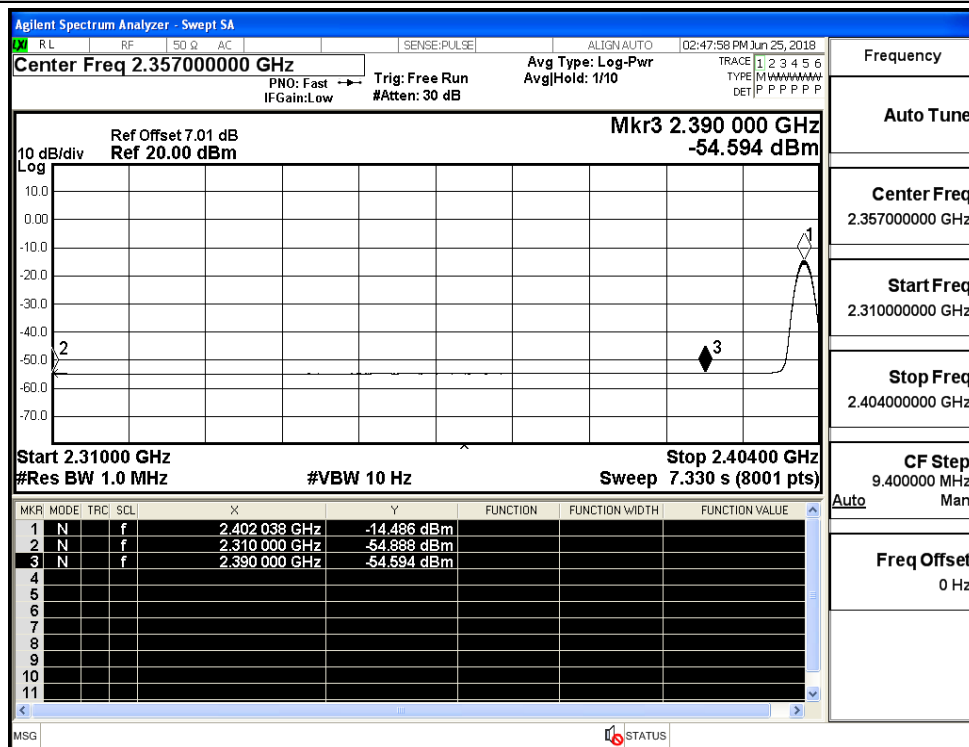 Agilent Spectrum Analyzer - Swept SA
LXI RL RF 50 Ω AC SENSE:PULSE ALIGN AUTO 02:47:58 PM Jun 25, 2018
Center Freq 2.357000000 GHz
PNO: Fast
IFGain:Low
Trig: Free Run
#Atten: 30 dB
Avg Type: Log-Pwr
Avg|Hold: 1/10
TRACE 1 2 3 4 5 6
TYPE M W W W W W
DET P P P P P P
Ref Offset 7.01 dB
10 dB/div Ref 20.00 dBm
Log
Mkr3 2.390 000 GHz
-54.594 dBm
10.0
0.00
-10.0
-20.0
-30.0
-40.0
-50.0
-60.0
-70.0
1
2
3
Start 2.31000 GHz Stop 2.40400 GHz
#Res BW 1.0 MHz #VBW 10 Hz Sweep 7.330 s (8001 pts)
MKR MODE TRC SCL X Y FUNCTION FUNCTION WIDTH FUNCTION VALUE
1 N f 2.402 038 GHz -14.486 dBm
2 N f 2.310 000 GHz -54.888 dBm
3 N f 2.390 000 GHz -54.594 dBm
4
5
6
7
8
9
10
11
MSG STATUS
Frequency
Auto Tune
Center Freq
2.357000000 GHz
Start Freq
2.310000000 GHz
Stop Freq
2.404000000 GHz
CF Step
9.400000 MHz
Auto Man
Freq Offset
0 Hz